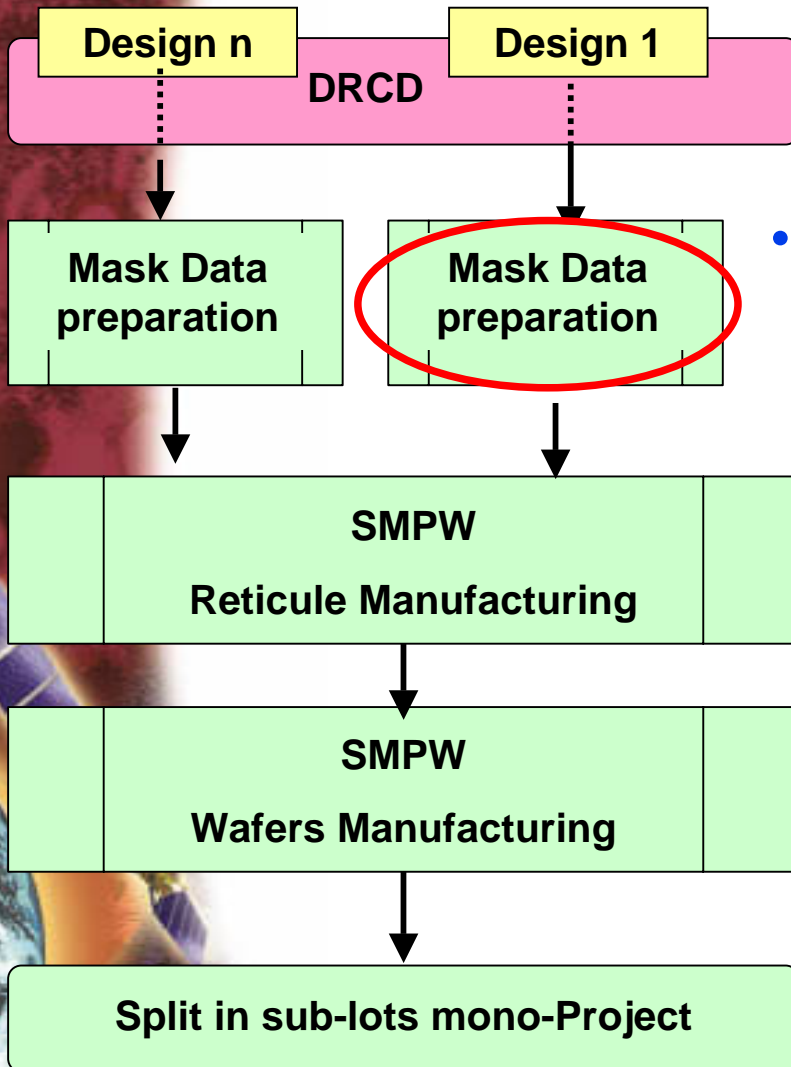 Design n
Design 1
DRCD
Mask Data
preparation
Mask Data
preparation
SMPW
Reticule Manufacturing
SMPW
Wafers Manufacturing
Split in sub-lots mono-Project